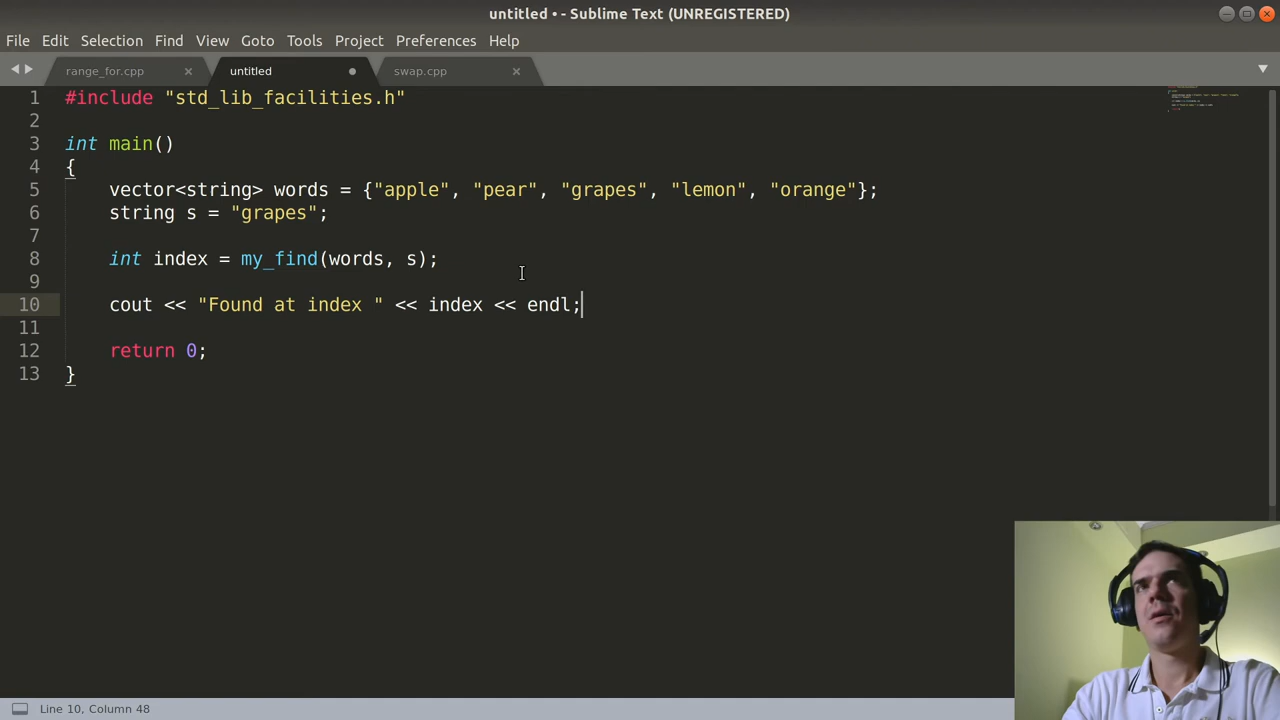 untitled • - Sublime Text (UNREGISTERED)
File Edit Selection Find View Goto Tools Project Preferences Help
range_for.cpp × untitled • swap.cpp ×
1 #include "std_lib_facilities.h"
2
3 int main()
4 {
5 vector<string> words = {"apple", "pear", "grapes", "lemon", "orange"};
6 string s = "grapes";
7
8 int index = my_find(words, s);
9
10 cout << "Found at index " << index << endl;
11
12 return 0;
13 }
Line 10, Column 48